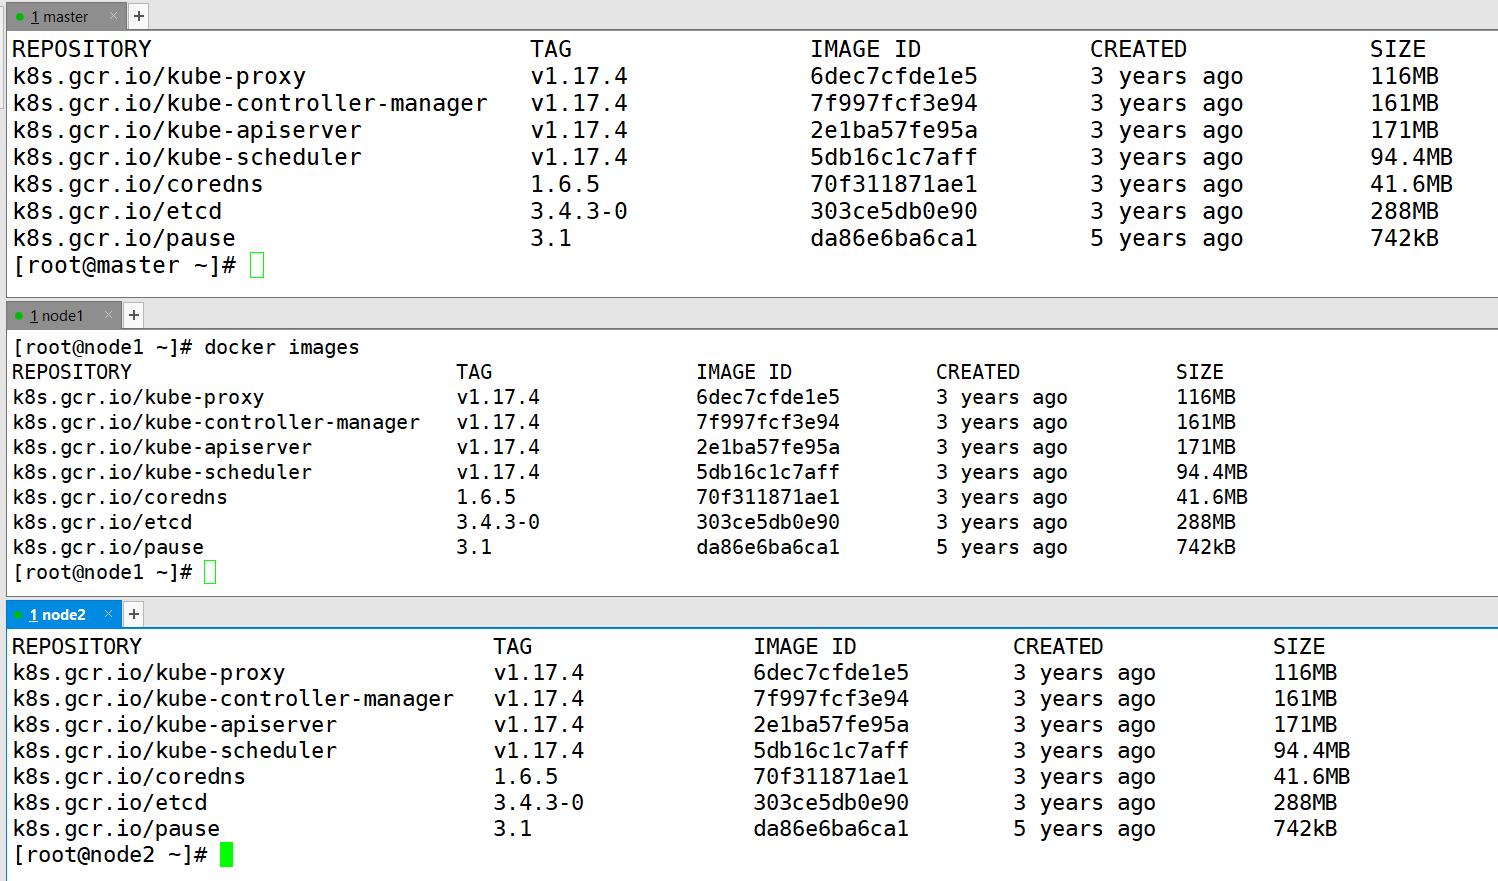 1 master × +
REPOSITORY TAG IMAGE ID CREATED SIZE
k8s.gcr.io/kube-proxy v1.17.4 6dec7cfde1e5 3 years ago 116MB
k8s.gcr.io/kube-controller-manager v1.17.4 7f997fcf3e94 3 years ago 161MB
k8s.gcr.io/kube-apiserver v1.17.4 2e1ba57fe95a 3 years ago 171MB
k8s.gcr.io/kube-scheduler v1.17.4 5db16c1c7aff 3 years ago 94.4MB
k8s.gcr.io/coredns 1.6.5 70f311871ae1 3 years ago 41.6MB
k8s.gcr.io/etcd 3.4.3-0 303ce5db0e90 3 years ago 288MB
k8s.gcr.io/pause 3.1 da86e6ba6ca1 5 years ago 742kB
[root@master ~]#
1 node1 × +
[root@node1 ~]# docker images
REPOSITORY TAG IMAGE ID CREATED SIZE
k8s.gcr.io/kube-proxy v1.17.4 6dec7cfde1e5 3 years ago 116MB
k8s.gcr.io/kube-controller-manager v1.17.4 7f997fcf3e94 3 years ago 161MB
k8s.gcr.io/kube-apiserver v1.17.4 2e1ba57fe95a 3 years ago 171MB
k8s.gcr.io/kube-scheduler v1.17.4 5db16c1c7aff 3 years ago 94.4MB
k8s.gcr.io/coredns 1.6.5 70f311871ae1 3 years ago 41.6MB
k8s.gcr.io/etcd 3.4.3-0 303ce5db0e90 3 years ago 288MB
k8s.gcr.io/pause 3.1 da86e6ba6ca1 5 years ago 742kB
[root@node1 ~]#
1 node2 × +
REPOSITORY TAG IMAGE ID CREATED SIZE
k8s.gcr.io/kube-proxy v1.17.4 6dec7cfde1e5 3 years ago 116MB
k8s.gcr.io/kube-controller-manager v1.17.4 7f997fcf3e94 3 years ago 161MB
k8s.gcr.io/kube-apiserver v1.17.4 2e1ba57fe95a 3 years ago 171MB
k8s.gcr.io/kube-scheduler v1.17.4 5db16c1c7aff 3 years ago 94.4MB
k8s.gcr.io/coredns 1.6.5 70f311871ae1 3 years ago 41.6MB
k8s.gcr.io/etcd 3.4.3-0 303ce5db0e90 3 years ago 288MB
k8s.gcr.io/pause 3.1 da86e6ba6ca1 5 years ago 742kB
[root@node2 ~]#